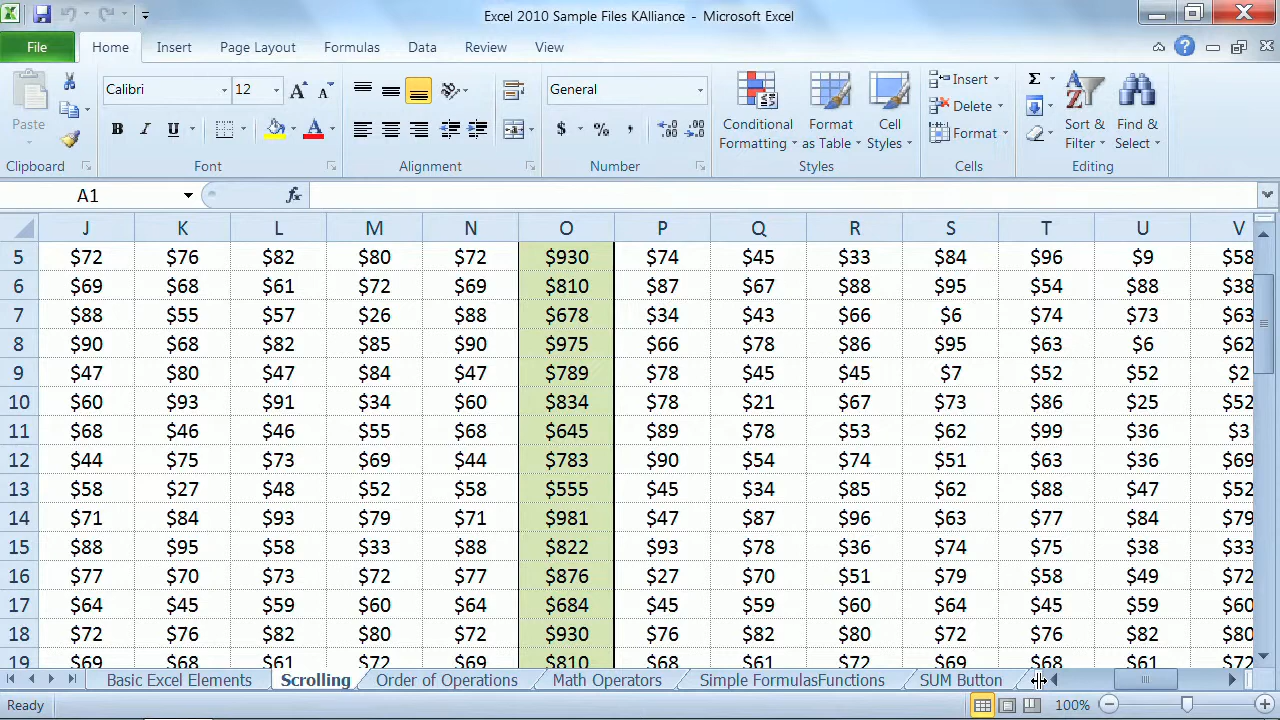 Excel 2010 Sample Files KAlliance - Microsoft Excel
File Home Insert Page Layout Formulas Data Review View
Calibri 12 General Insert Σ
Paste B I U A $ % , Conditional Formatting Format as Table Cell Styles Delete Format Sort & Filter Find & Select
Clipboard Font Alignment Number Styles Cells Editing
A1 fx
J K L M N O P Q R S T U V
5 $72 $76 $82 $80 $72 $930 $74 $45 $33 $84 $96 $9 $58
6 $69 $68 $61 $72 $69 $810 $87 $67 $88 $95 $54 $88 $38
7 $88 $55 $57 $26 $88 $678 $34 $43 $66 $6 $74 $73 $63
8 $90 $68 $82 $85 $90 $975 $66 $78 $86 $95 $63 $6 $62
9 $47 $80 $47 $84 $47 $789 $78 $45 $45 $7 $52 $52 $2
10 $60 $93 $91 $34 $60 $834 $78 $21 $67 $73 $86 $25 $52
11 $68 $46 $46 $55 $68 $645 $89 $78 $53 $62 $99 $36 $3
12 $44 $75 $73 $69 $44 $783 $90 $54 $74 $51 $63 $36 $69
13 $58 $27 $48 $52 $58 $555 $45 $34 $85 $62 $88 $47 $52
14 $71 $84 $93 $79 $71 $981 $47 $87 $96 $63 $77 $84 $79
15 $88 $95 $58 $33 $88 $822 $93 $78 $36 $74 $75 $38 $33
16 $77 $70 $73 $72 $77 $876 $27 $70 $51 $79 $58 $49 $72
17 $64 $45 $59 $60 $64 $684 $45 $59 $60 $64 $45 $59 $60
18 $72 $76 $82 $80 $72 $930 $76 $82 $80 $72 $76 $82 $80
19 $69 $68 $61 $72 $69 $810 $68 $61 $72 $69 $68 $61 $72
Basic Excel Elements Scrolling Order of Operations Math Operators Simple FormulasFunctions SUM Button
Ready 100%